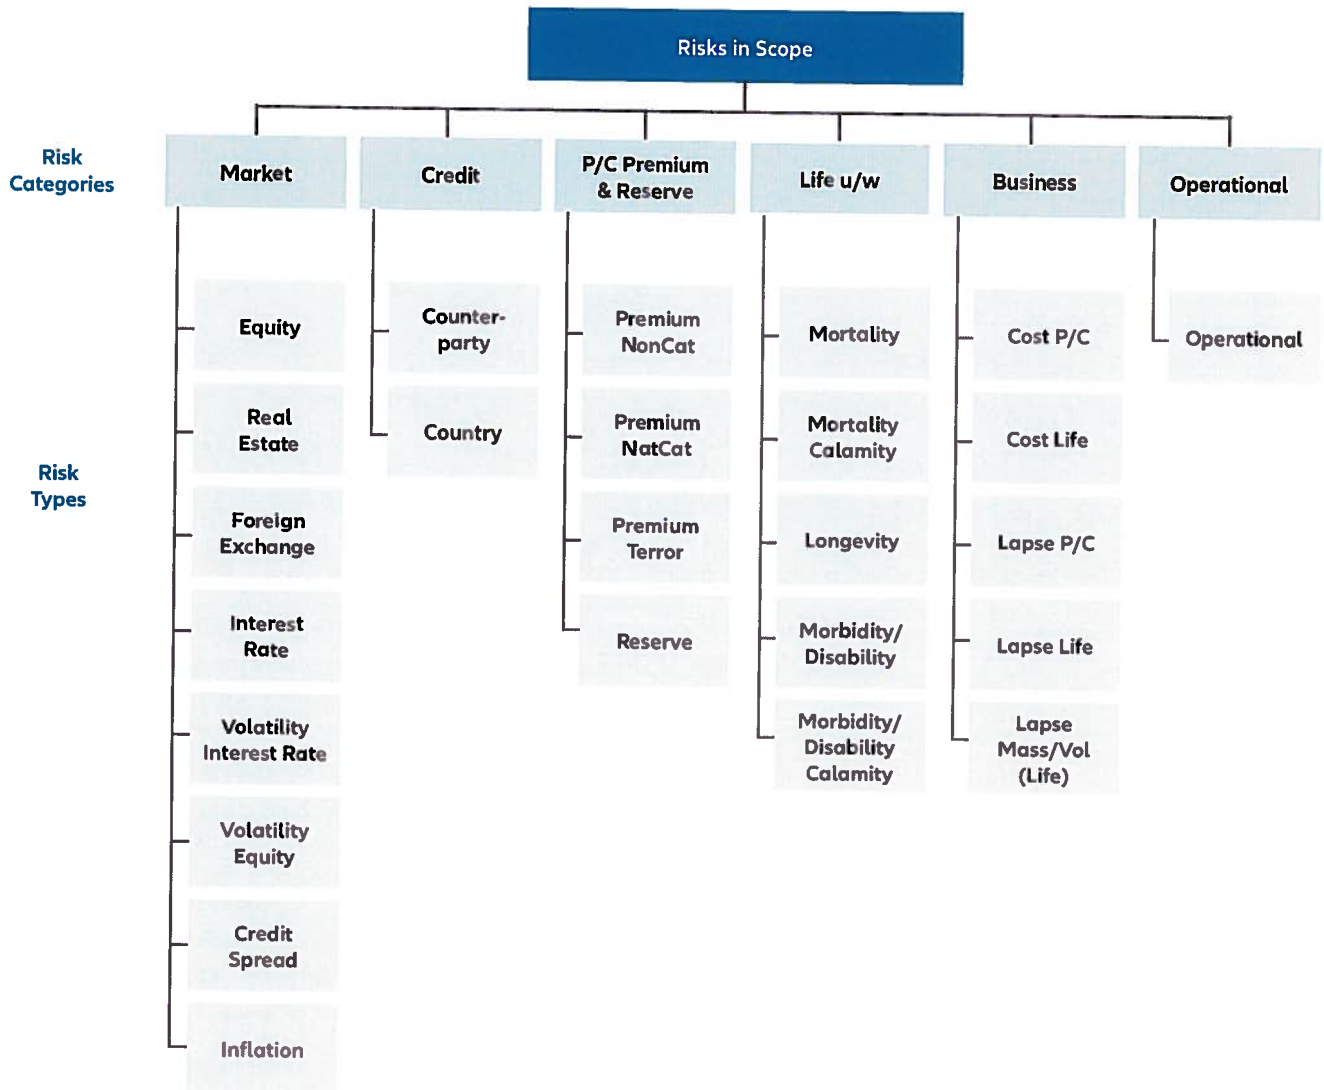 Risks in Scope
Risk
Categories
Market
Credit
P/C Premium
& Reserve
Life u/w
Business
Operational
Risk
Types
Equity
Real
Estate
Foreign
Exchange
Interest
Rate
Volatility
Interest Rate
Volatility
Equity
Credit
Spread
Inflation
Counter-
party
Country
Premium
NonCat
Premium
NatCat
Premium
Terror
Reserve
Mortality
Mortality
Calamity
Longevity
Morbidity/
Disability
Morbidity/
Disability
Calamity
Cost P/C
Cost Life
Lapse P/C
Lapse Life
Lapse
Mass/Vol
(Life)
Operational